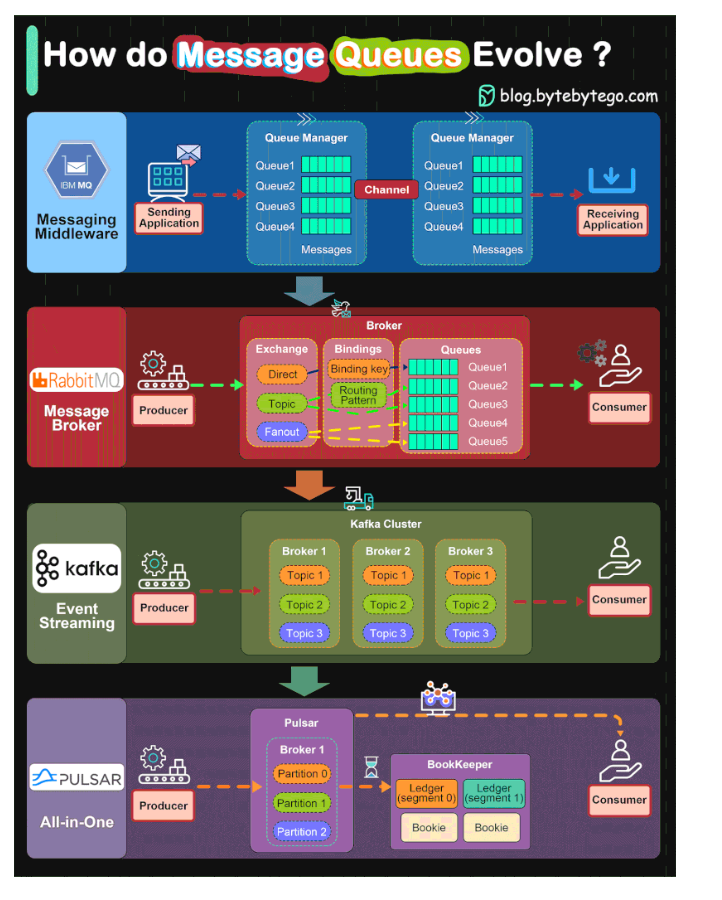 How do Message Queues Evolve ?
blog.bytebytego.com
IBM MQ
Messaging
Middleware
Sending
Application
Queue Manager
Queue1
Queue2
Queue3
Queue4
Messages
Channel
Queue Manager
Queue1
Queue2
Queue3
Queue4
Messages
Receiving
Application
RabbitMQ
Message
Broker
Producer
Broker
Exchange
Direct
Topic
Fanout
Bindings
Binding key
Routing
Pattern
Queues
Queue1
Queue2
Queue3
Queue4
Queue5
Consumer
kafka
Event
Streaming
Producer
Kafka Cluster
Broker 1
Topic 1
Topic 2
Topic 3
Broker 2
Topic 1
Topic 2
Topic 3
Broker 3
Topic 1
Topic 2
Topic 3
Consumer
PULSAR
All-in-One
Producer
Pulsar
Broker 1
Partition 0
Partition 1
Partition 2
BookKeeper
Ledger
(segment 0)
Ledger
(segment 1)
Bookie
Bookie
Consumer